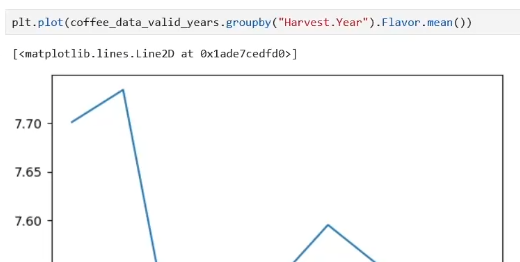 plt.plot(coffee_data_valid_years.groupby("Harvest.Year").Flavor.mean())
[<matplotlib.lines.Line2D at 0x1ade7cedfd0>]
7.70
7.65
7.60